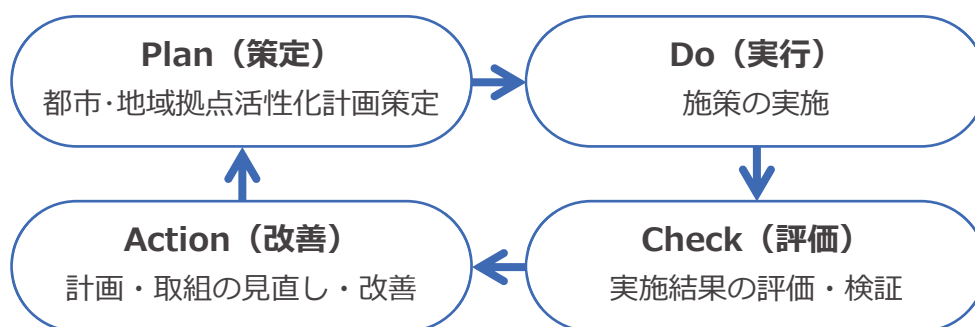 Plan（策定）
都市･地域拠点活性化計画策定
Do（実行）
施策の実施
Action（改善）
計画・取組の見直し・改善
Check（評価）
実施結果の評価・検証